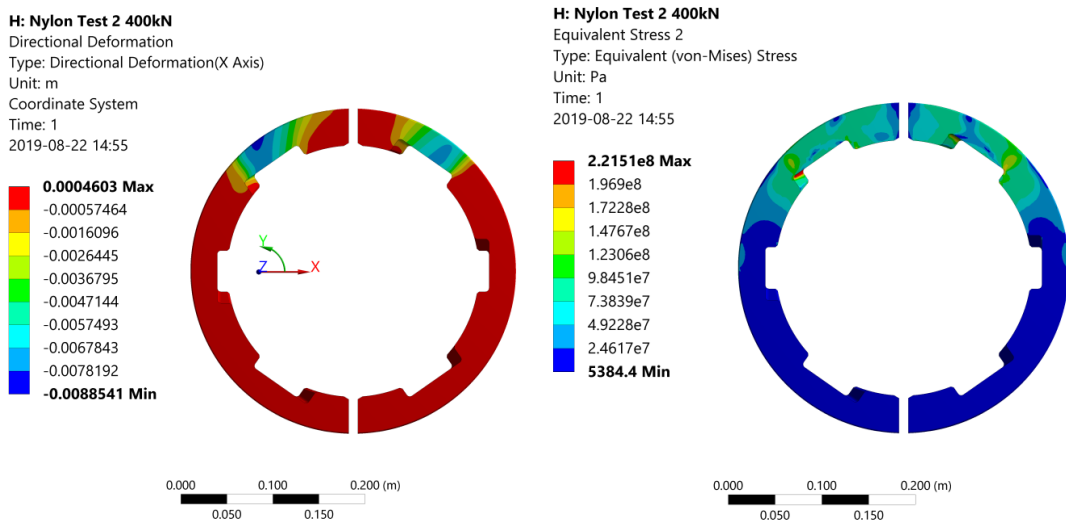 H: Nylon Test 2 400kN
Directional Deformation
Type: Directional Deformation(X Axis)
Unit: m
Coordinate System
Time: 1
2019-08-22 14:55
0.0004603 Max
-0.00057464
-0.0016096
-0.0026445
-0.0036795
-0.0047144
-0.0057493
-0.0067843
-0.0078192
-0.0088541 Min
Y
Z
X
0.000
0.100
0.200 (m)
0.050
0.150
H: Nylon Test 2 400kN
Equivalent Stress 2
Type: Equivalent (von-Mises) Stress
Unit: Pa
Time: 1
2019-08-22 14:55
2.2151e8 Max
1.969e8
1.7228e8
1.4767e8
1.2306e8
9.8451e7
7.3839e7
4.9228e7
2.4617e7
5384.4 Min
0.000
0.100
0.200 (m)
0.050
0.150